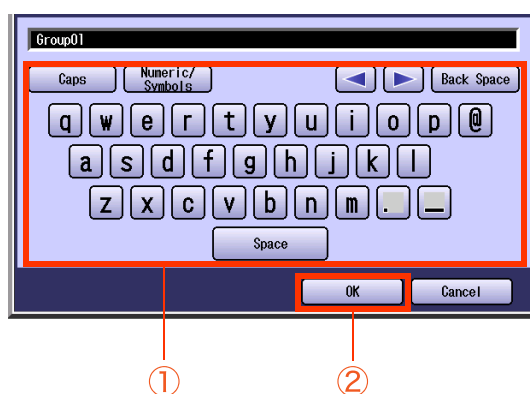 Group01
Caps Numeric/ Symbols Back Space
q w e r t y u i o p @
a s d f g h j k l
z x c v b n m . _
Space
OK Cancel
① ②